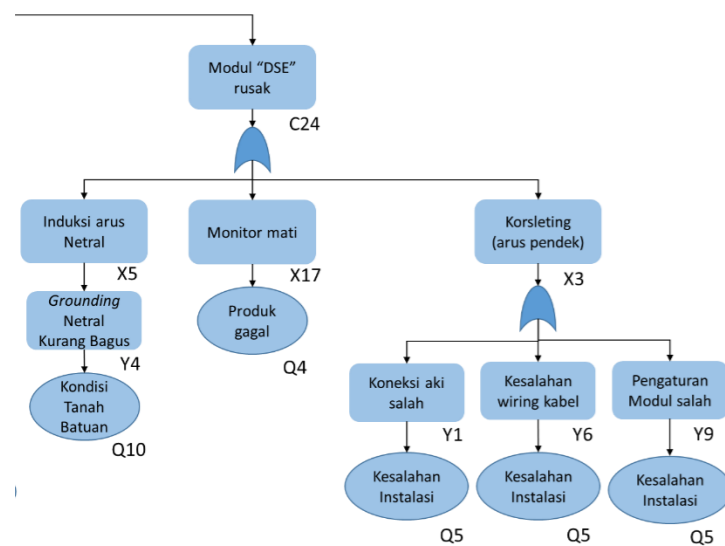 Modul “DSE”
rusak
C24
Induksi arus
Netral
X5
Monitor mati
X17
Korsleting
(arus pendek)
X3
Grounding
Netral
Kurang Bagus
Y4
Produk
gagal
Q4
Kondisi
Tanah
Batuan
Q10
Koneksi aki
salah
Y1
Kesalahan
wiring kabel
Y6
Pengaturan
Modul salah
Y9
Kesalahan
Instalasi
Q5
Kesalahan
Instalasi
Q5
Kesalahan
Instalasi
Q5